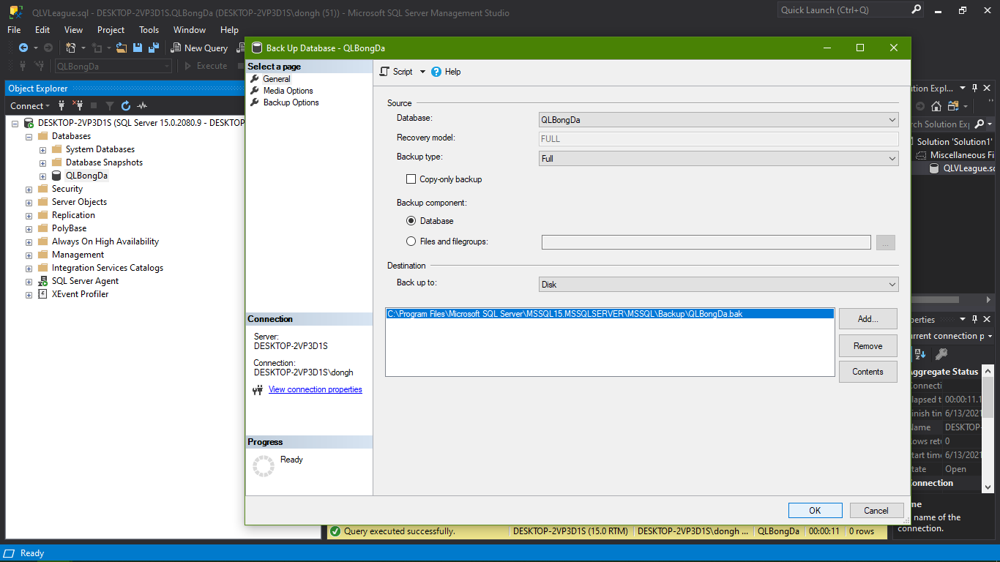 QLVLeague.sql - DESKTOP-2VP3D1S.QLBongDa (DESKTOP-2VP3D1S\dongh (51)) - Microsoft SQL Server Management Studio
Quick Launch (Ctrl+Q)
File Edit View Project Tools Window Help
New Query
QLBongDa
Execute
Object Explorer
Connect
DESKTOP-2VP3D1S (SQL Server 15.0.2080.9 - DESKTOP
Databases
System Databases
Database Snapshots
QLBongDa
Security
Server Objects
Replication
PolyBase
Always On High Availability
Management
Integration Services Catalogs
SQL Server Agent
XEvent Profiler
Back Up Database - QLBongDa
Select a page
General
Media Options
Backup Options
Connection
Server:
DESKTOP-2VP3D1S
Connection:
DESKTOP-2VP3D1S\dongh
View connection properties
Progress
Ready
Script Help
Source
Database: QLBongDa
Recovery model: FULL
Backup type: Full
Copy-only backup
Backup component:
Database
Files and filegroups: ...
Destination
Back up to: Disk
C:\Program Files\Microsoft SQL Server\MSSQL15.MSSQLSERVER\MSSQL\Backup\QLBongDa.bak
Add...
Remove
Contents
OK Cancel
tion Expl...
rch Solution Exp
Solution 'Solution1'
Miscellaneous Fi
QLVLeague.sq
perties
urrent connection p
Aggregate Status
Connecti
lapsed t 00:00:11.1
inish tin 6/13/2021
Name DESKTOP-
Rows ret 0
tart time 6/13/2021
tate Open
Connection
me
name of the
connection.
Query executed successfully. DESKTOP-2VP3D1S (15.0 RTM) DESKTOP-2VP3D1S\dongh ... QLBongDa 00:00:11 0 rows
Ready